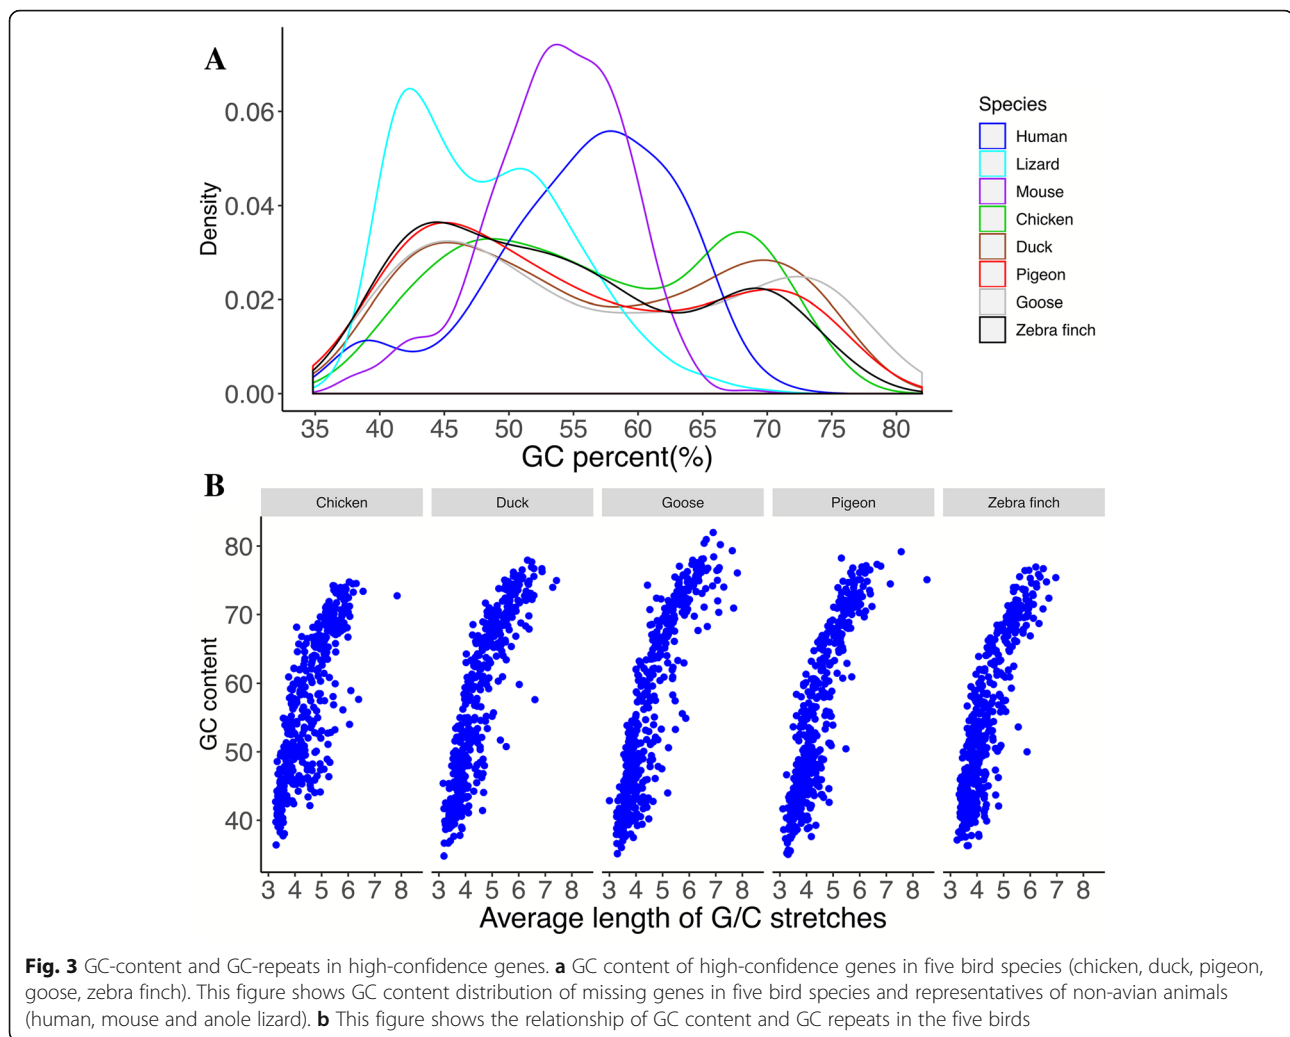 A
0.06
0.04
0.02
0.00
Density
35 40 45 50 55 60 65 70 75 80
GC percent(%)
Species
Human
Lizard
Mouse
Chicken
Duck
Pigeon
Goose
Zebra finch
B
Chicken Duck Goose Pigeon Zebra finch
80
70
60
50
40
GC content
3 4 5 6 7 8 3 4 5 6 7 8 3 4 5 6 7 8 3 4 5 6 7 8 3 4 5 6 7 8
Average length of G/C stretches
Fig. 3 GC-content and GC-repeats in high-confidence genes. a GC content of high-confidence genes in five bird species (chicken, duck, pigeon,
goose, zebra finch). This figure shows GC content distribution of missing genes in five bird species and representatives of non-avian animals
(human, mouse and anole lizard). b This figure shows the relationship of GC content and GC repeats in the five birds